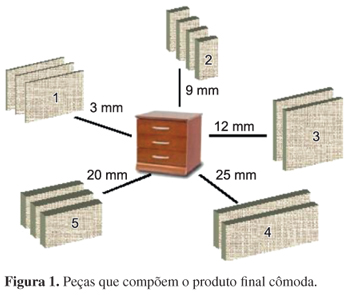 2
1
9 mm
3 mm
12 mm
3
20 mm
25 mm
5
4
Figura 1. Peças que compõem o produto final cômoda.